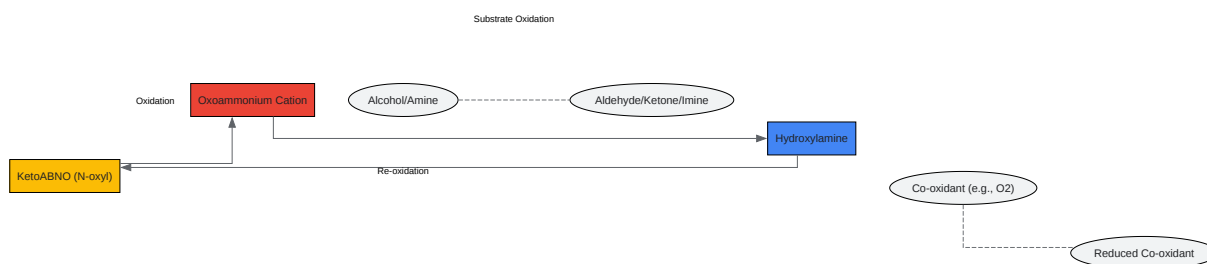 Substrate Oxidation
Oxidation
Oxoammonium Cation
Alcohol/Amine
Aldehyde/Ketone/Imine
Hydroxylamine
KetoABNO (N-oxyl)
Re-oxidation
Co-oxidant (e.g., O2)
Reduced Co-oxidant